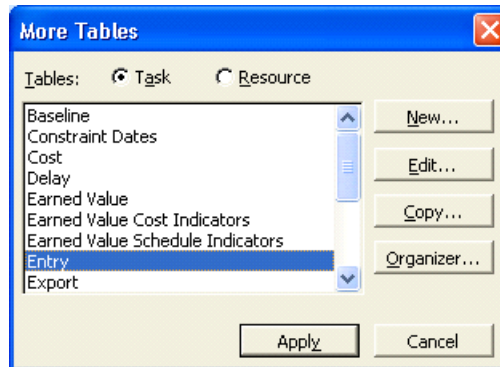 More Tables
Tables: Task Resource
Baseline
Constraint Dates
Cost
Delay
Earned Value
Earned Value Cost Indicators
Earned Value Schedule Indicators
Entry
Export
New...
Edit...
Copy...
Organizer...
Apply Cancel